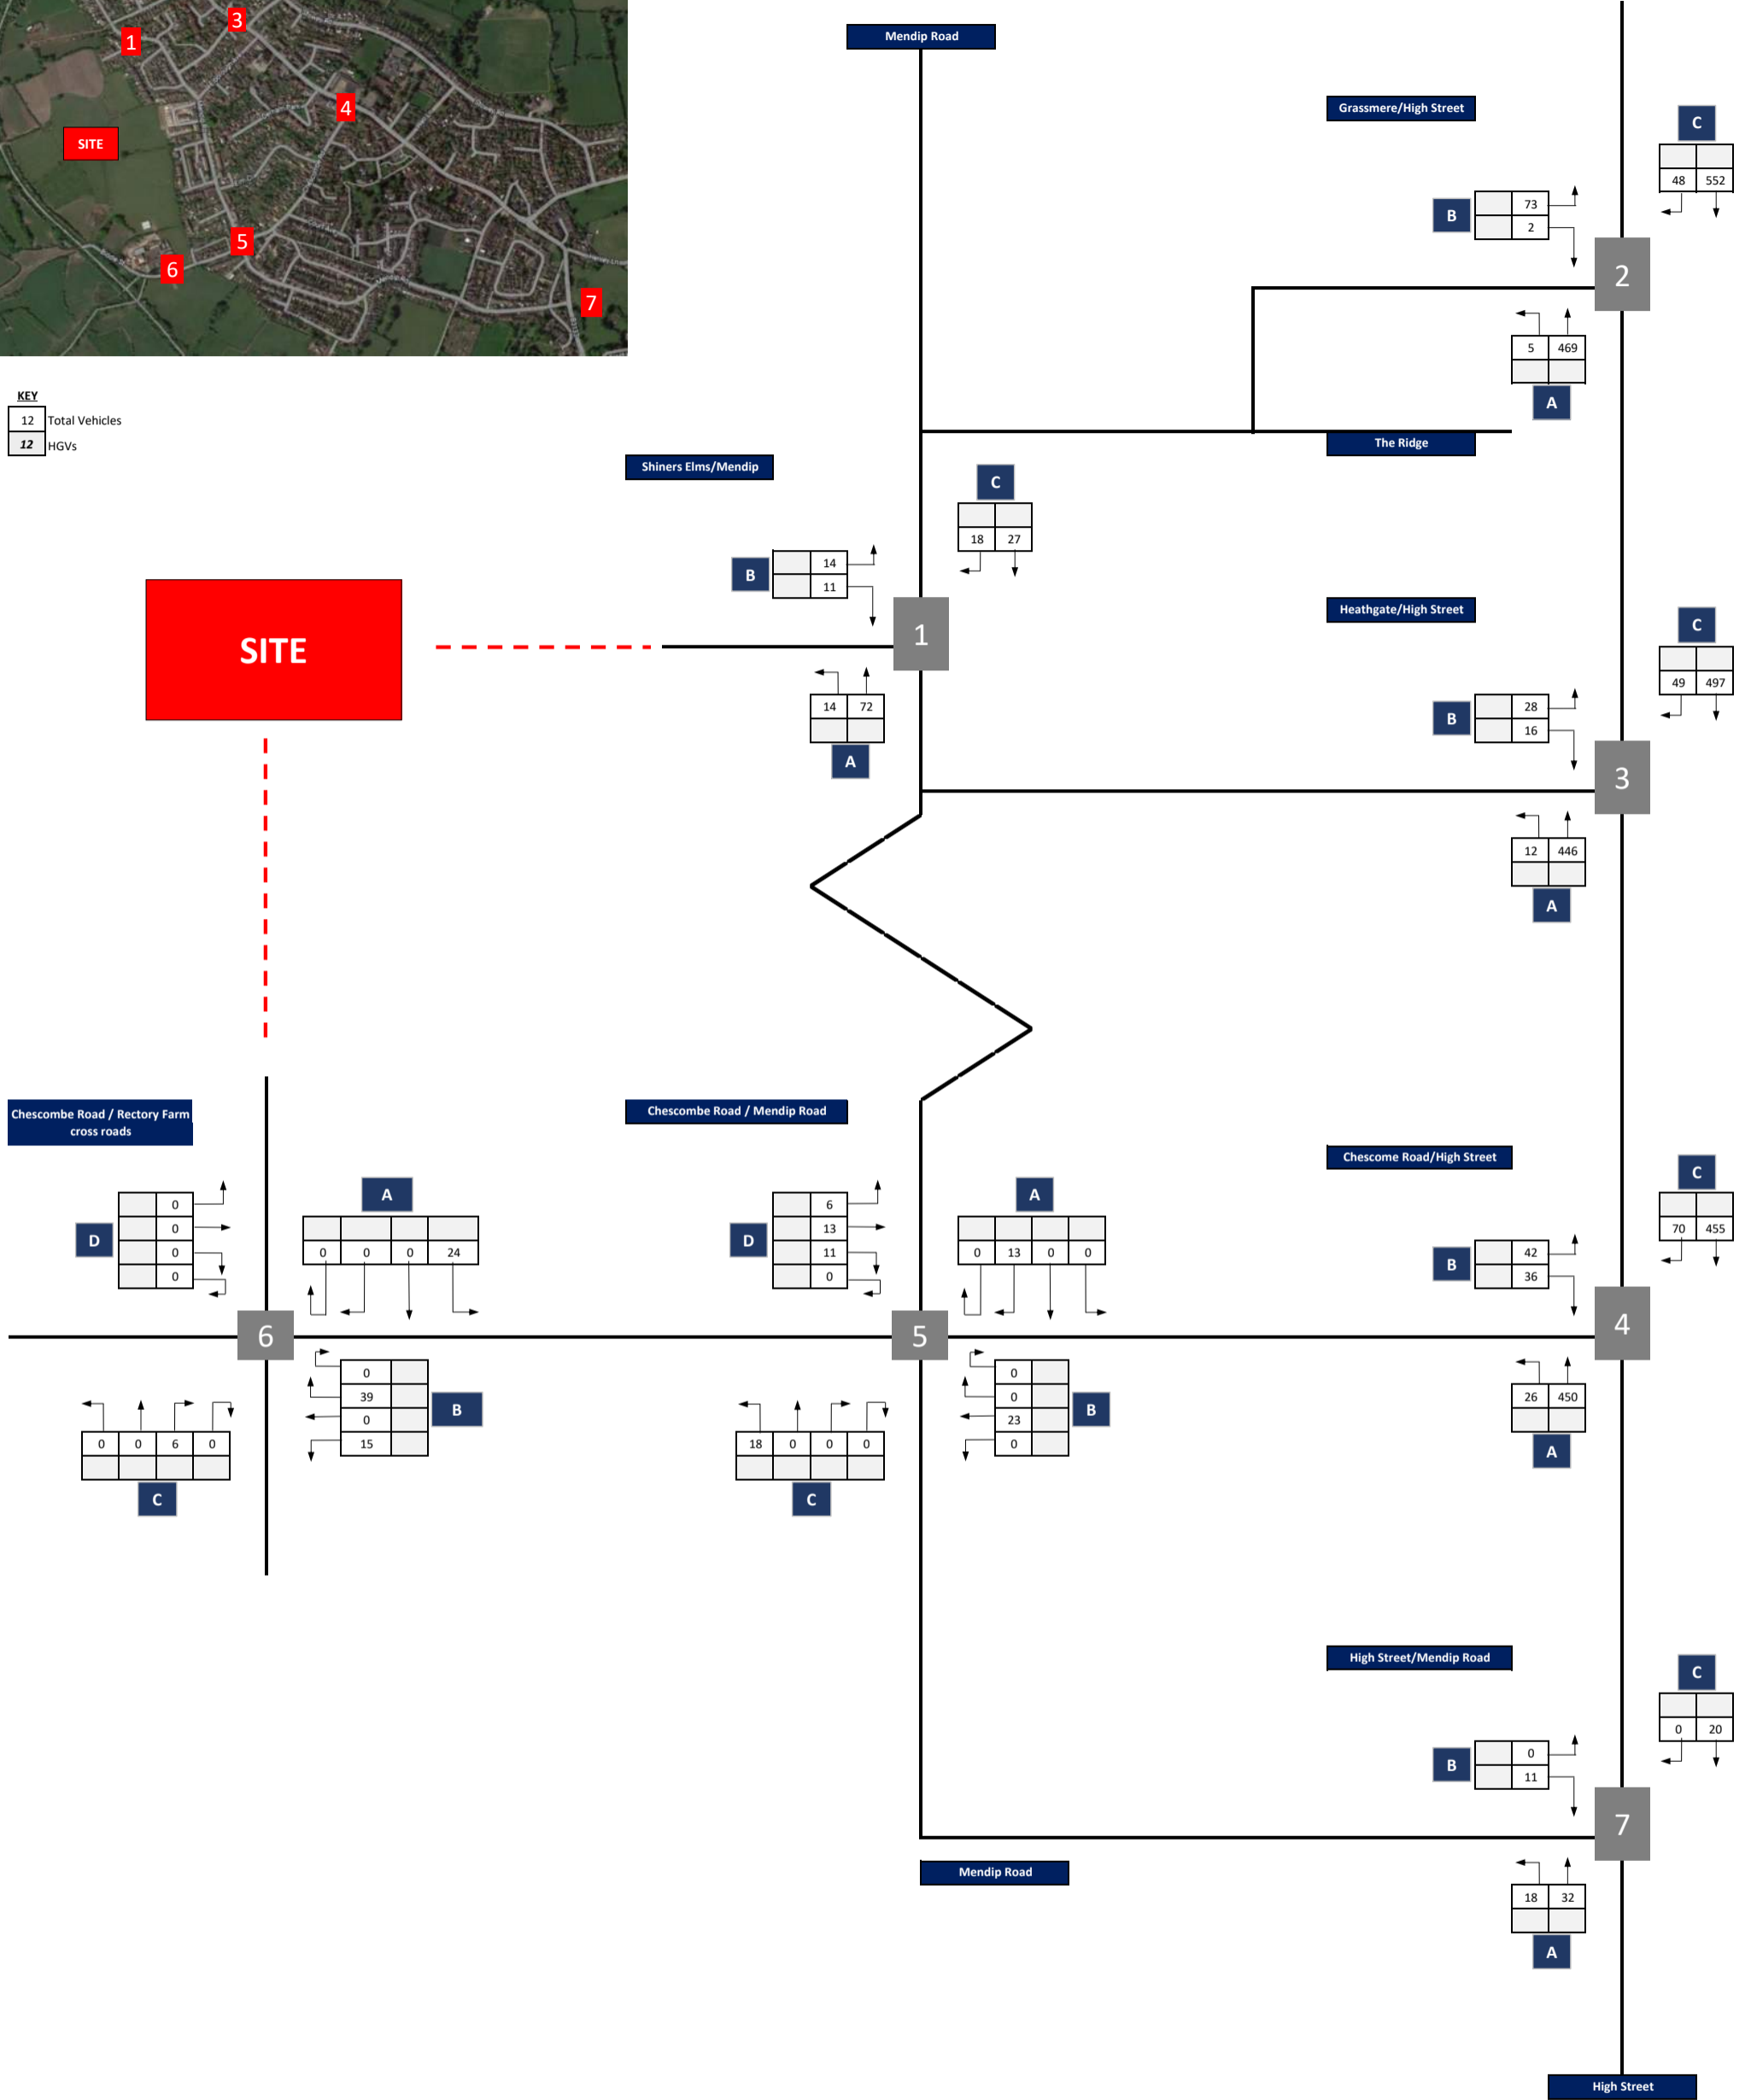 3
1
4
SITE
5
6
7
KEY
12 Total Vehicles
12 HGVs
Mendip Road
Grassmere/High Street
C
48 552
B
73
2
2
5 469
A
The Ridge
Shiners Elms/Mendip
C
18 27
B
14
11
1
14 72
A
SITE
Heathgate/High Street
C
49 497
B
28
16
3
12 446
A
Chescombe Road / Rectory Farm
cross roads
A
0 0 0 24
D
0
0
0
0
6
0
39
0
15
B
0 0 6 0
C
Chescombe Road / Mendip Road
A
0 13 0 0
D
6
13
11
0
5
0
0
23
0
B
18 0 0 0
C
Chescome Road/High Street
C
70 455
B
42
36
4
26 450
A
High Street/Mendip Road
C
0 20
B
0
11
7
Mendip Road
18 32
A
High Street